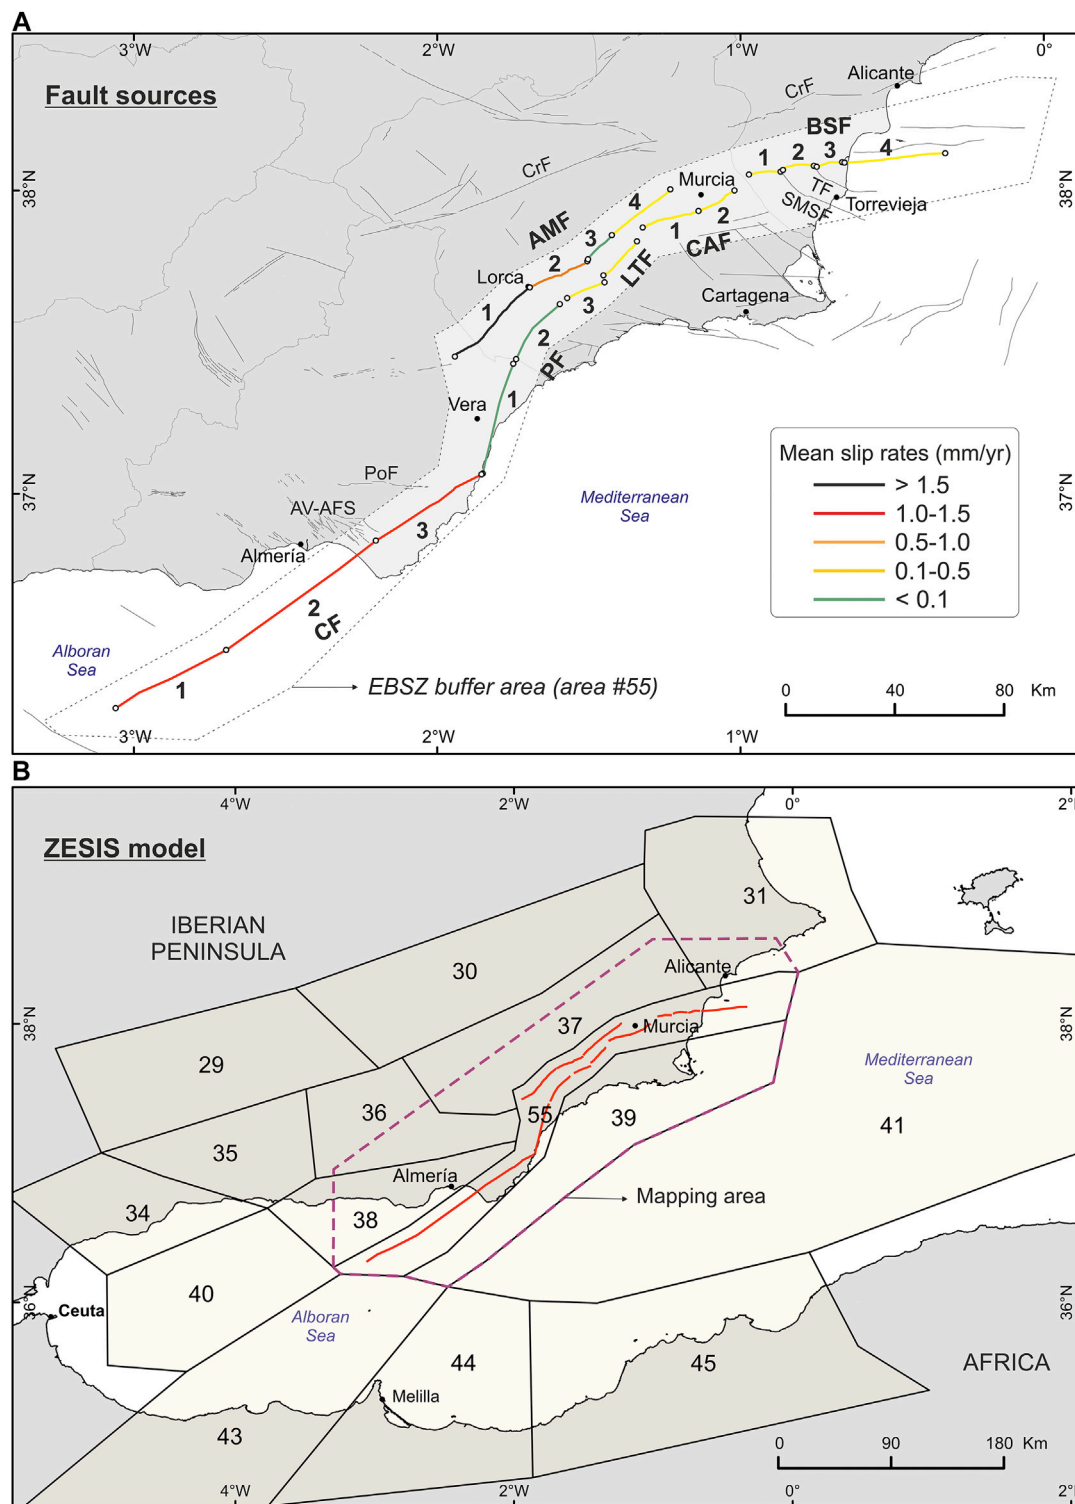 A
3°W
2°W
1°W
0°
Fault sources
Alicante
CrF
BSF
1
2
3
4
38°N
38°N
CrF
Murcia
TF
SMSF
Torrevieja
4
AMF
3
2
1
2
CAF
LTF
Lorca
1
3
Cartagena
2
PF
1
Vera
Mean slip rates (mm/yr)
> 1.5
1.0-1.5
0.5-1.0
0.1-0.5
< 0.1
37°N
37°N
PoF
Mediterranean
Sea
AV-AFS
3
Almería
2
CF
Alboran
Sea
1
EBSZ buffer area (area #55)
0
40
80
Km
3°W
2°W
1°W
B
4°W
2°W
0°
2°
ZESIS model
31
IBERIAN
PENINSULA
30
Alicante
38°N
38°N
37
Murcia
29
Mediterranean
Sea
36
55
39
41
35
Almería
Mapping area
34
38
40
36°N
36°N
Ceuta
Alboran
Sea
44
45
AFRICA
Melilla
43
0
90
180
Km
4°W
2°W
0°
2°